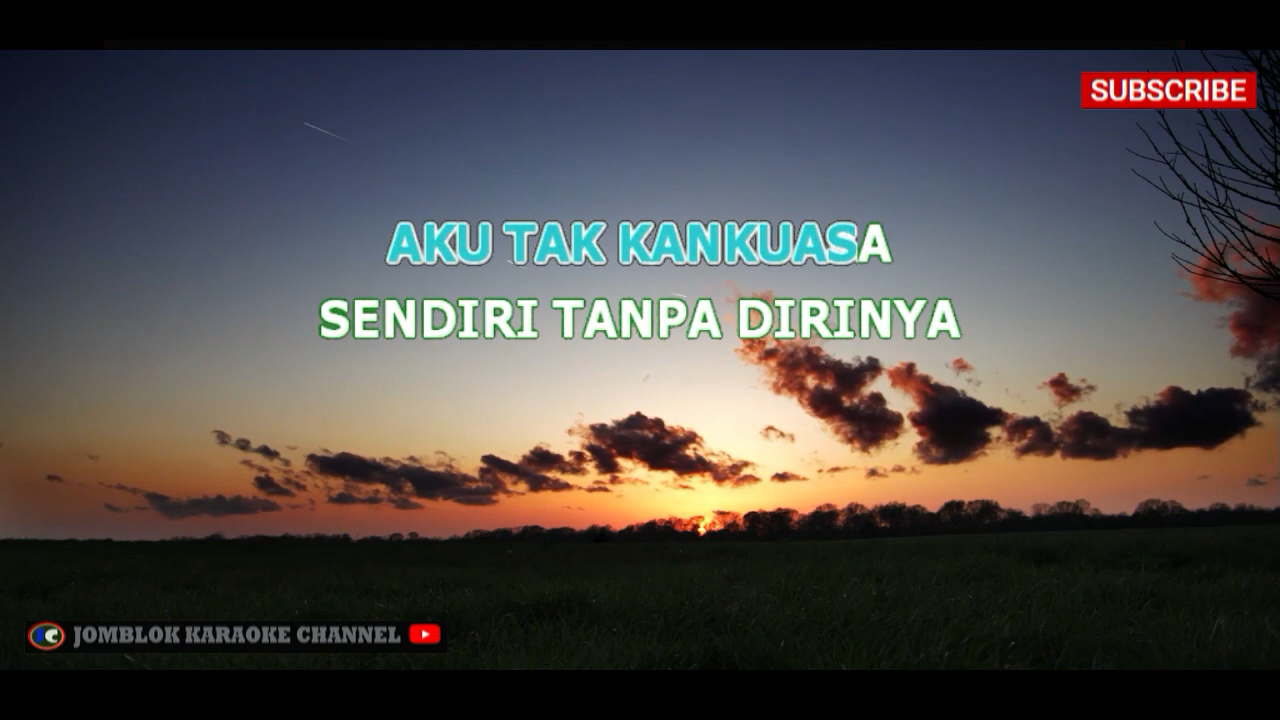 SUBSCRIBE
AKU TAK KANKUASA
SENDIRI TANPA DIRINYA
JOMBLOK KARAOKE CHANNEL